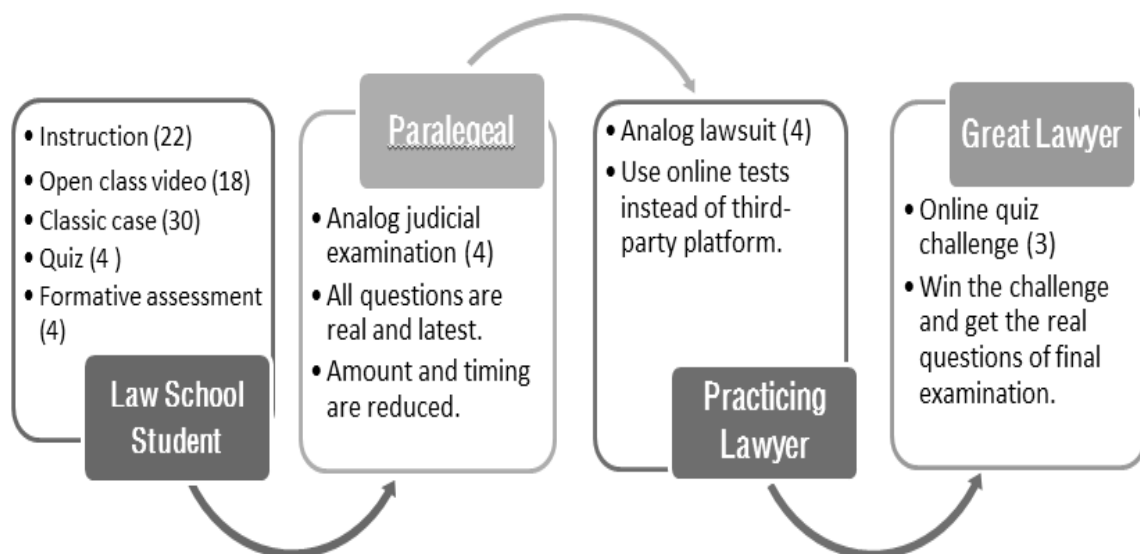 • Instruction (22)
• Open class video (18)
• Classic case (30)
• Quiz (4 )
• Formative assessment
(4)
Law School
Student
Paralegeal
• Analog judicial
examination (4)
• All questions are
real and latest.
• Amount and timing
are reduced.
• Analog lawsuit (4)
• Use online tests
instead of third-
party platform.
Practicing
Lawyer
Great Lawyer
• Online quiz
challenge (3)
• Win the challenge
and get the real
questions of final
examination.